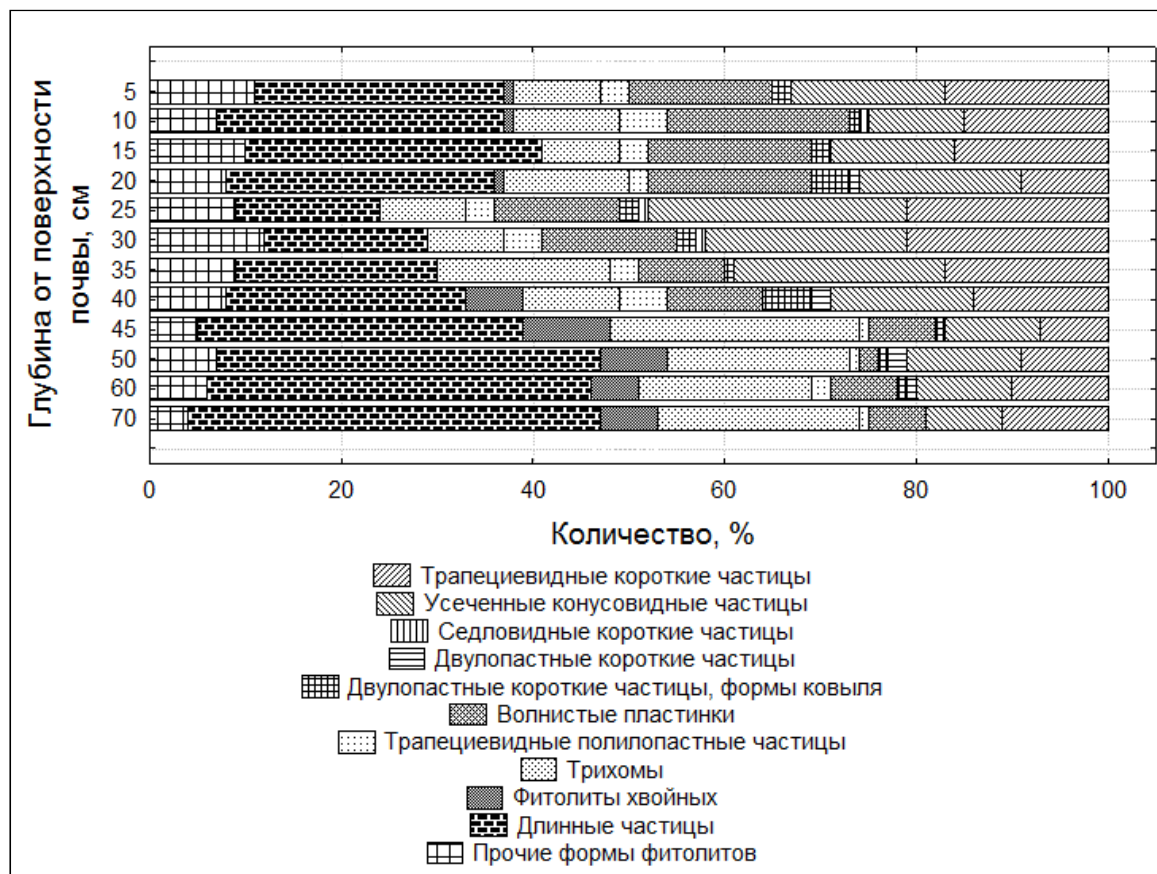 Глубина от поверхности
почвы, см
5
10
15
20
25
30
35
40
45
50
60
70
0 20 40 60 80 100
Количество, %
Трапециевидные короткие частицы
Усеченные конусовидные частицы
Седловидные короткие частицы
Двулопастные короткие частицы
Двулопастные короткие частицы, формы ковыля
Волнистые пластинки
Трапециевидные полилопастные частицы
Трихомы
Фитолиты хвойных
Длинные частицы
Прочие формы фитолитов